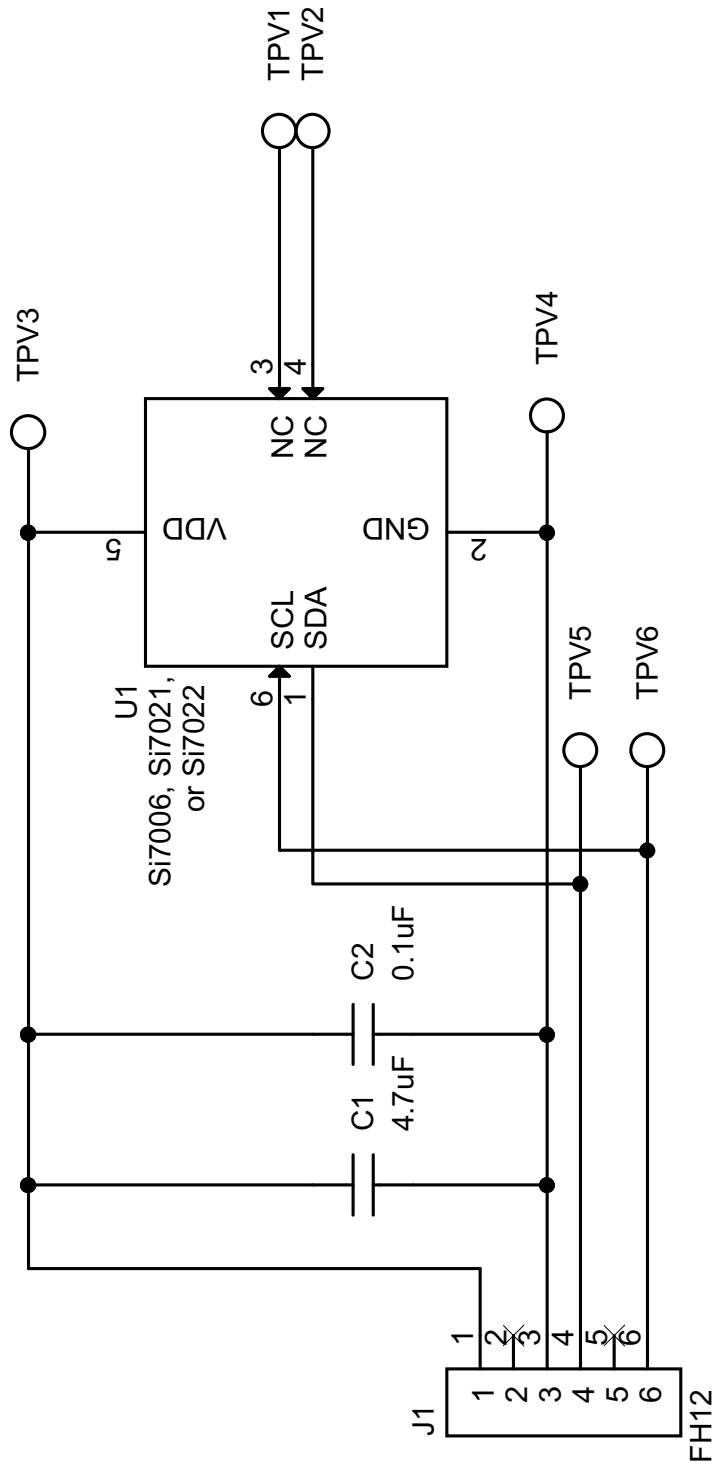 TPV1
TPV2
TPV3
3
4
TPV4
NC
NC
5
VDD
GND
2
SCL
SDA
U1
Si7006, Si7021,
or Si7022
6
1
TPV5
TPV6
C2
0.1uF
C1
4.7uF
1
2
3
4
5
6
1
2
3
4
5
6
J1
FH12